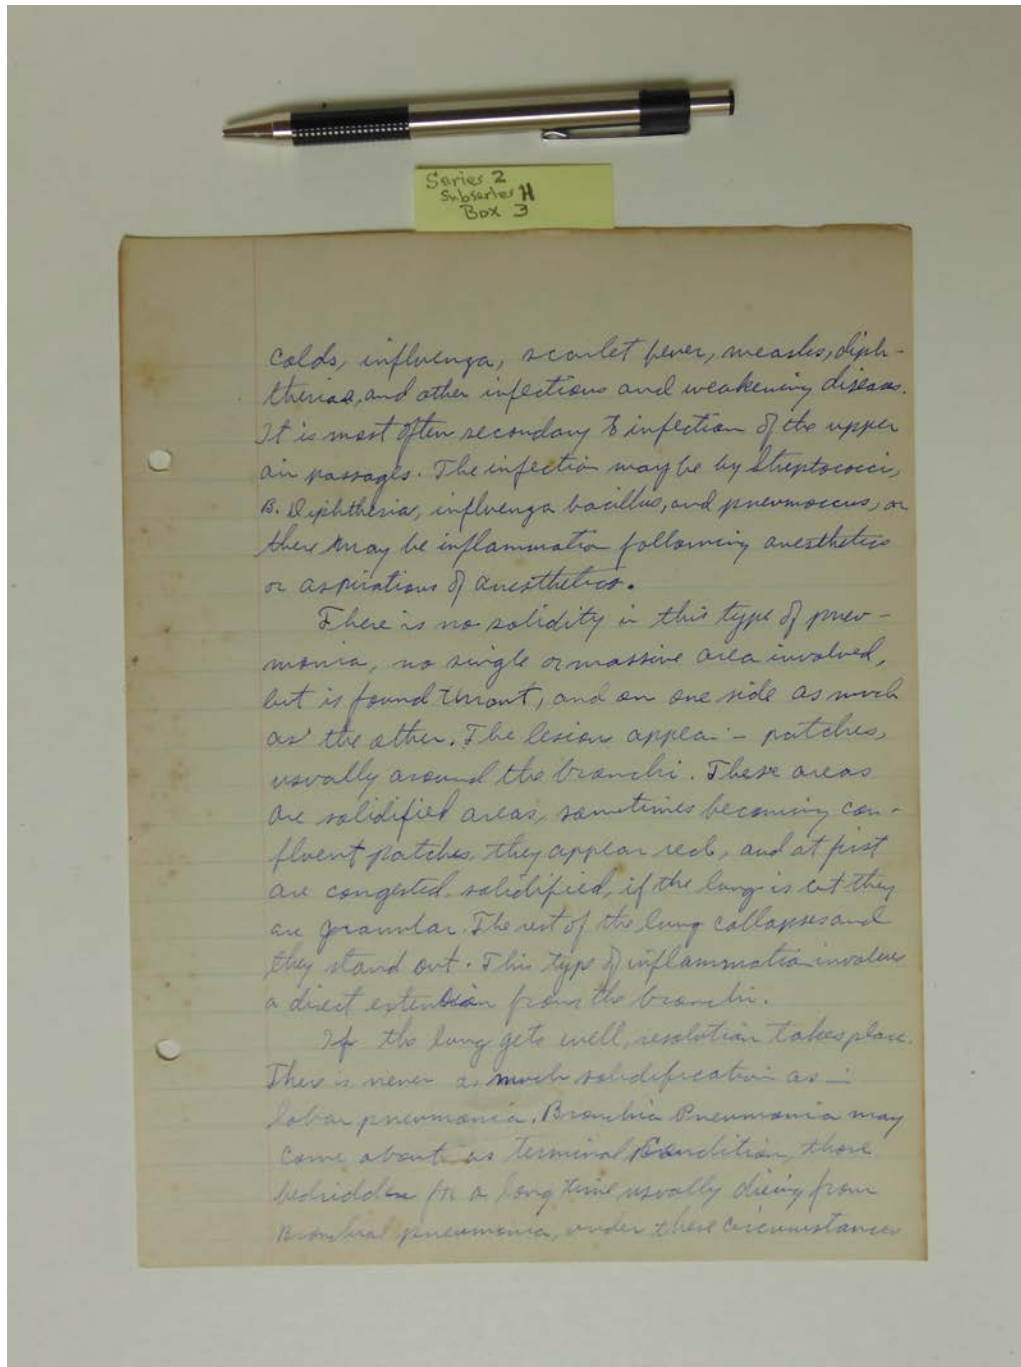 Series 2
Subseries H
Box 3
colds, influenza, scarlet fever, measles, diph-
theria, and other infectious and weakening diseases.
It is most often secondary to infection of the upper
air passages. The infection may be by Streptococci,
B. Diphtheria, influenza bacillus, and pneumoccus, or
there may be inflammation following anesthetics
or aspirations of anesthetics.
There is no solidity in this type of pneu-
monia, no single or massive area involved,
but is found thruout, and on one side as much
as the other. The lesions appear in patches,
usually around the bronchi. These areas
are solidified areas, sometimes becoming con-
fluent patches, they appear red, and at first
are congested, solidified, if the lung is cut they
are granular. The rest of the lung collapses and
they stand out. This type of inflammation involves
a direct extension from the bronchi.
If the lung gets well, resolution takes place.
There is never as much solidification as in
lobar pneumonia. Bronchia Pneumonia may
come about as terminal condition, those
bedridden for a long time usually dieing from
Bronchial pneumonia, under these circumstances